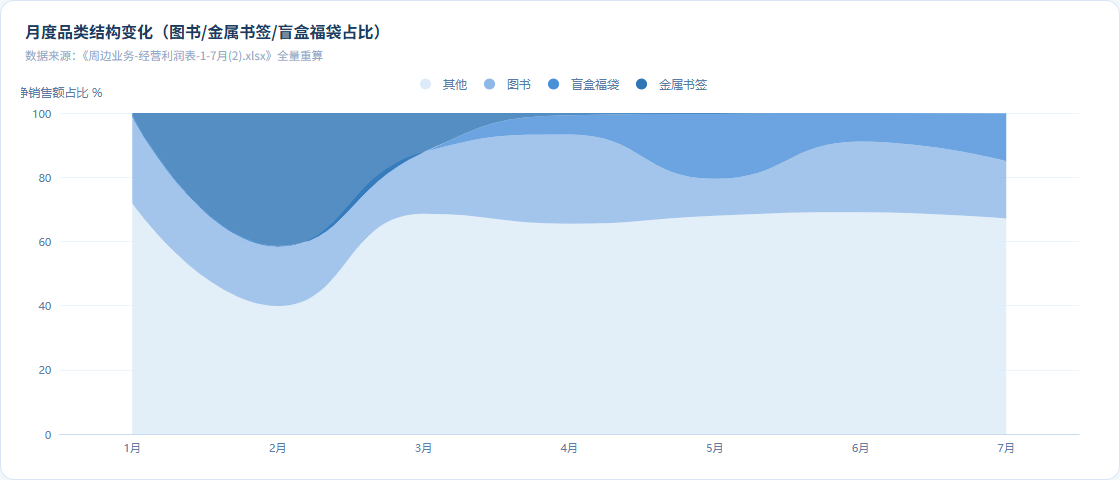 月度品类结构变化（图书/金属书签/盲盒福袋占比）
数据来源：《周边业务-经营利润表-1-7月(2).xlsx》全量重算
其他 图书 盲盒福袋 金属书签
净销售额占比 %
100
80
60
40
20
0
1月 2月 3月 4月 5月 6月 7月